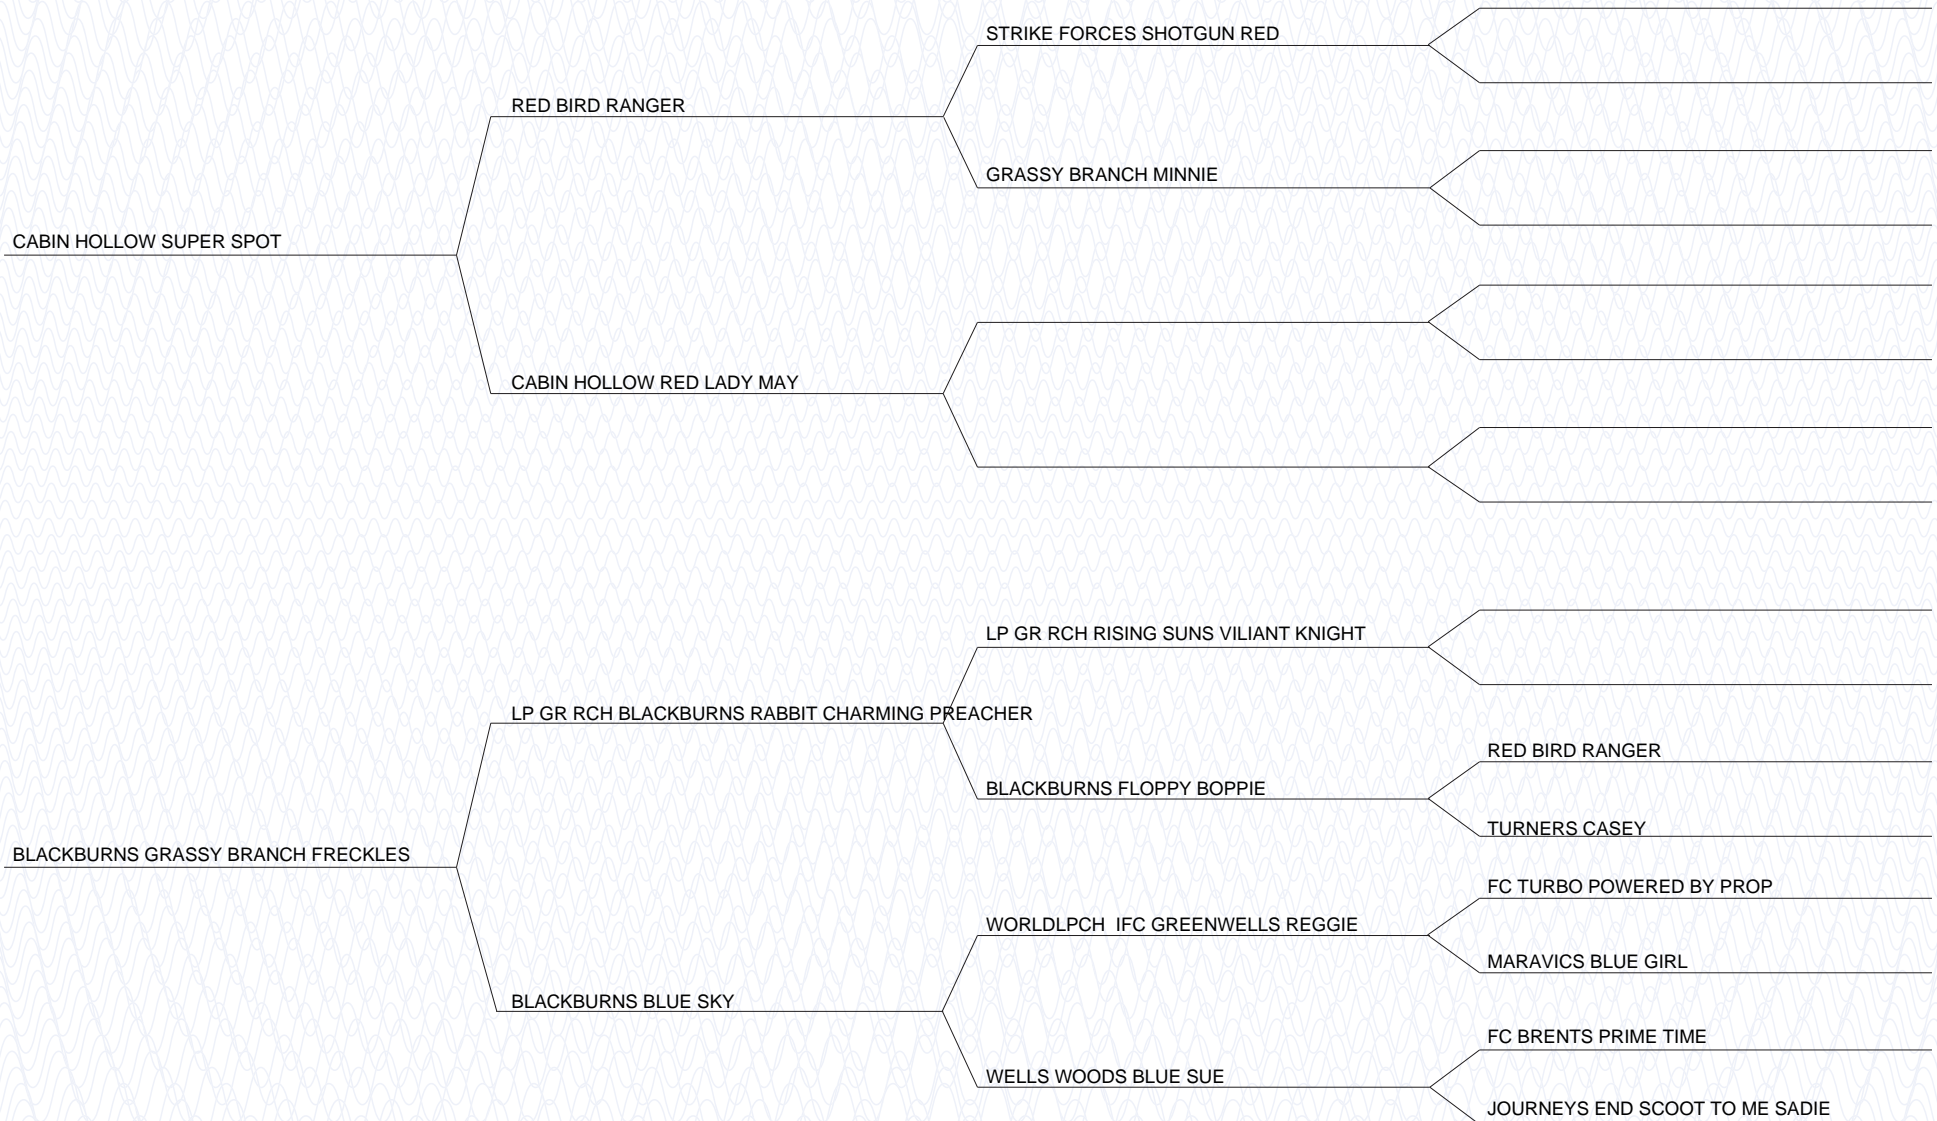 STRIKE FORCES SHOTGUN RED
RED BIRD RANGER
GRASSY BRANCH MINNIE
CABIN HOLLOW SUPER SPOT
CABIN HOLLOW RED LADY MAY
LP GR RCH RISING SUNS VILIANT KNIGHT
LP GR RCH BLACKBURNS RABBIT CHARMING PREACHER
RED BIRD RANGER
BLACKBURNS FLOPPY BOPPIE
TURNERS CASEY
BLACKBURNS GRASSY BRANCH FRECKLES
FC TURBO POWERED BY PROP
WORLDLPCH  IFC GREENWELLS REGGIE
MARAVICS BLUE GIRL
BLACKBURNS BLUE SKY
FC BRENTS PRIME TIME
WELLS WOODS BLUE SUE
JOURNEYS END SCOOT TO ME SADIE